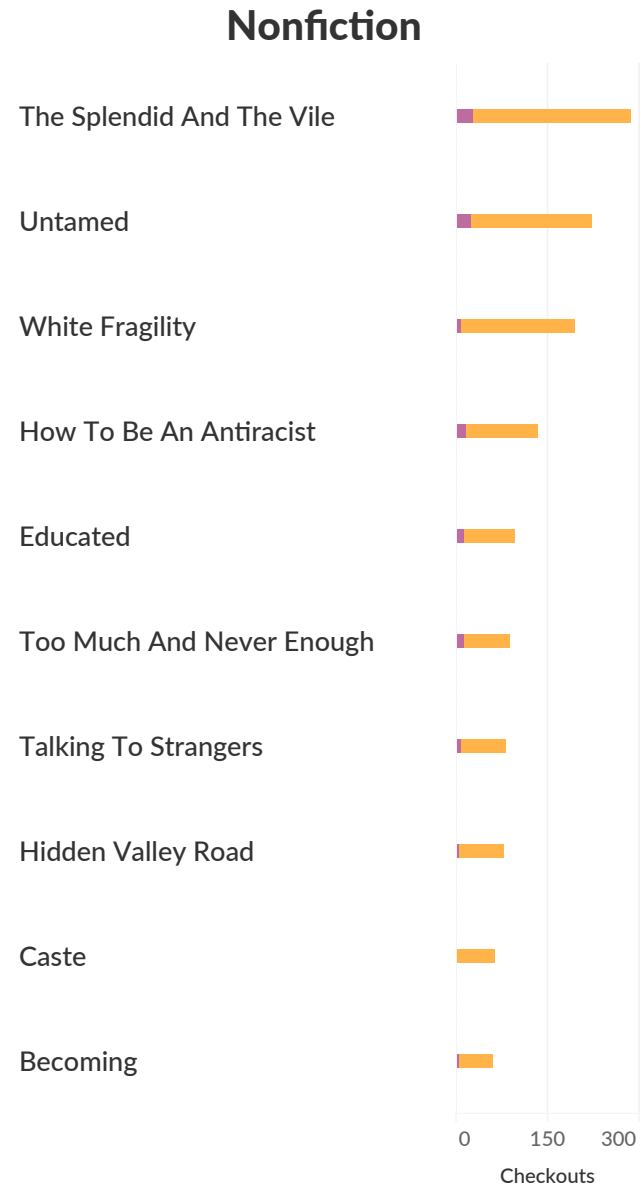 Nonfiction
The Splendid And The Vile
Untamed
White Fragility
How To Be An Antiracist
Educated
Too Much And Never Enough
Talking To Strangers
Hidden Valley Road
Caste
Becoming
0 150 300
Checkouts